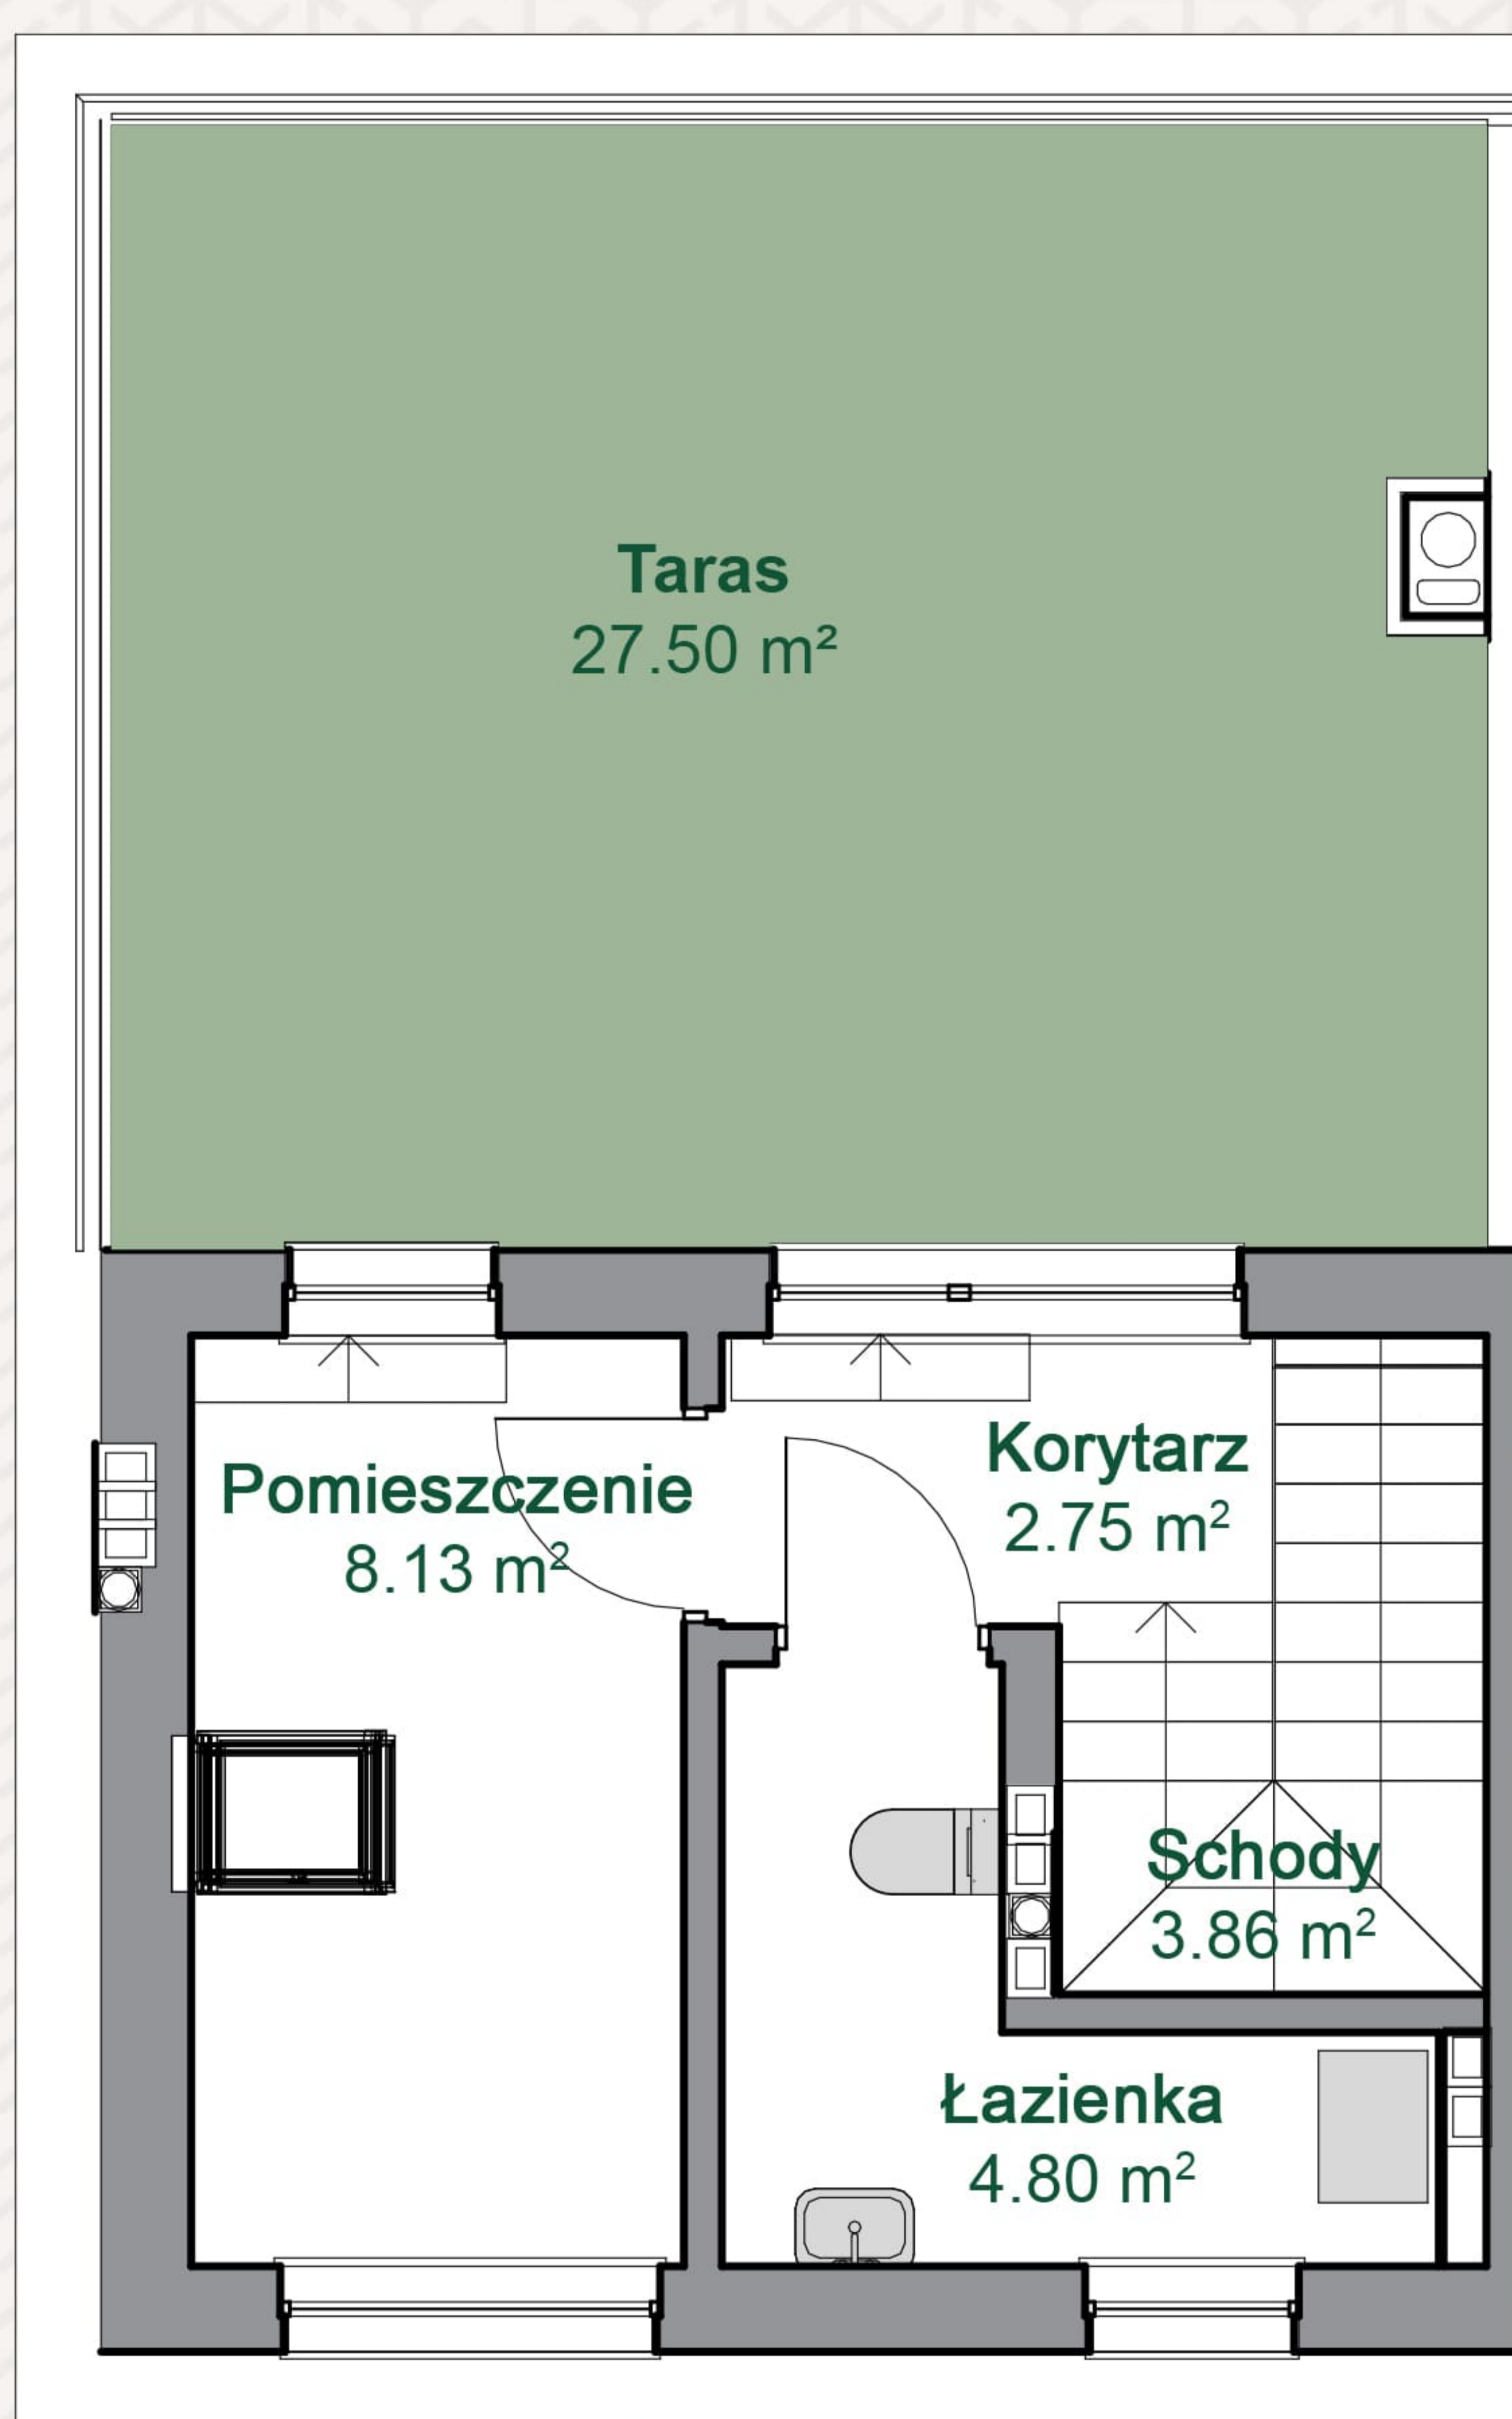 Taras
27.50 m²
Pomieszczenie
8.13 m²
Korytarz
2.75 m²
Schody
3.86 m²
Łazienka
4.80 m²